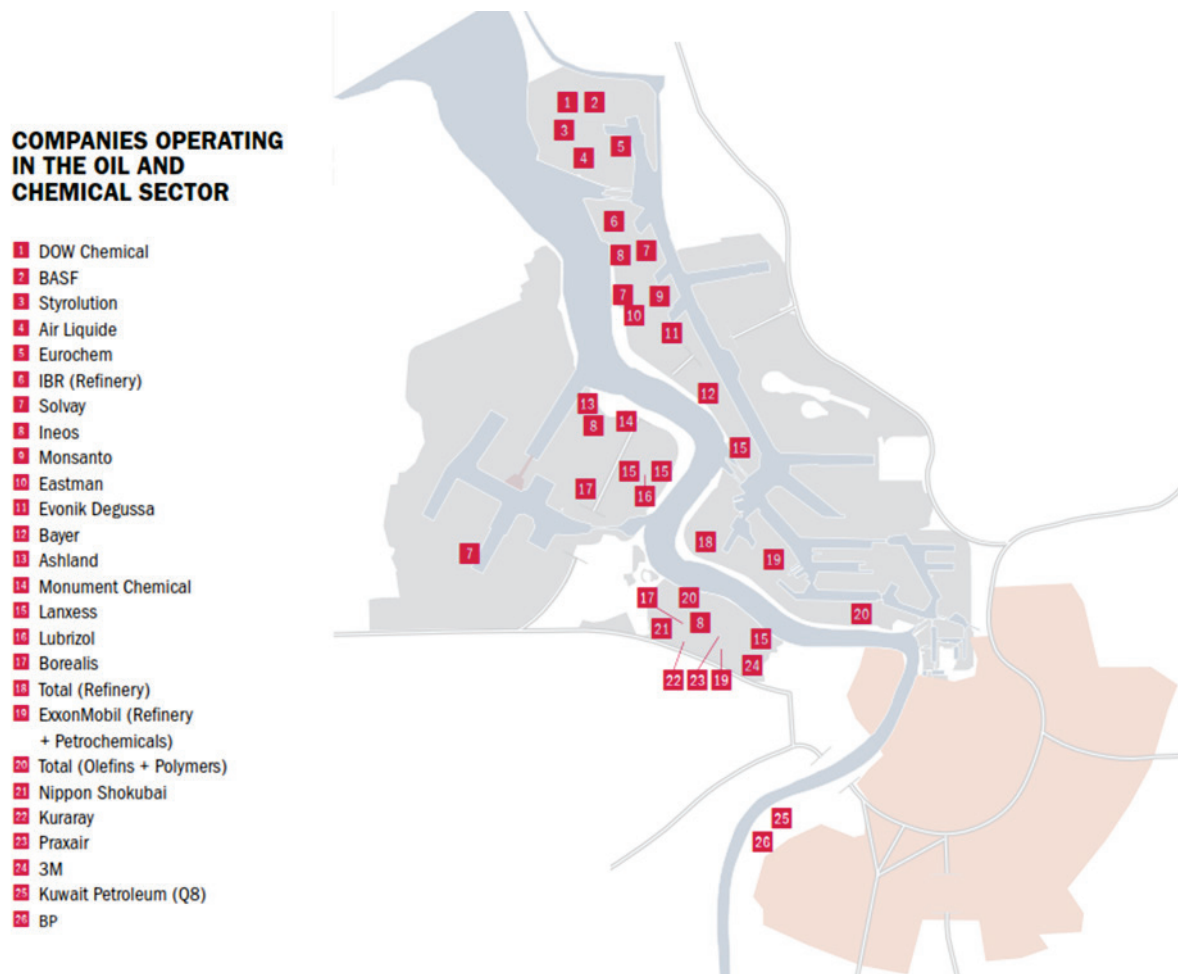 COMPANIES OPERATING
IN THE OIL AND
CHEMICAL SECTOR
1 DOW Chemical
2 BASF
3 Styrolution
4 Air Liquide
5 Eurochem
6 IBR (Refinery)
7 Solvay
8 Ineos
9 Monsanto
10 Eastman
11 Evonik Degussa
12 Bayer
13 Ashland
14 Monument Chemical
15 Lanxess
16 Lubrizol
17 Borealis
18 Total (Refinery)
19 ExxonMobil (Refinery
+ Petrochemicals)
20 Total (Olefins + Polymers)
21 Nippon Shokubai
22 Kuraray
23 Praxair
24 3M
25 Kuwait Petroleum (Q8)
26 BP
1 2
3
5
4
6
8 7
7 9
10
11
12
13
8 14
15
15 15
17 16
18
7 19
17 20
20
21 8
15
24
22 23 19
25
26